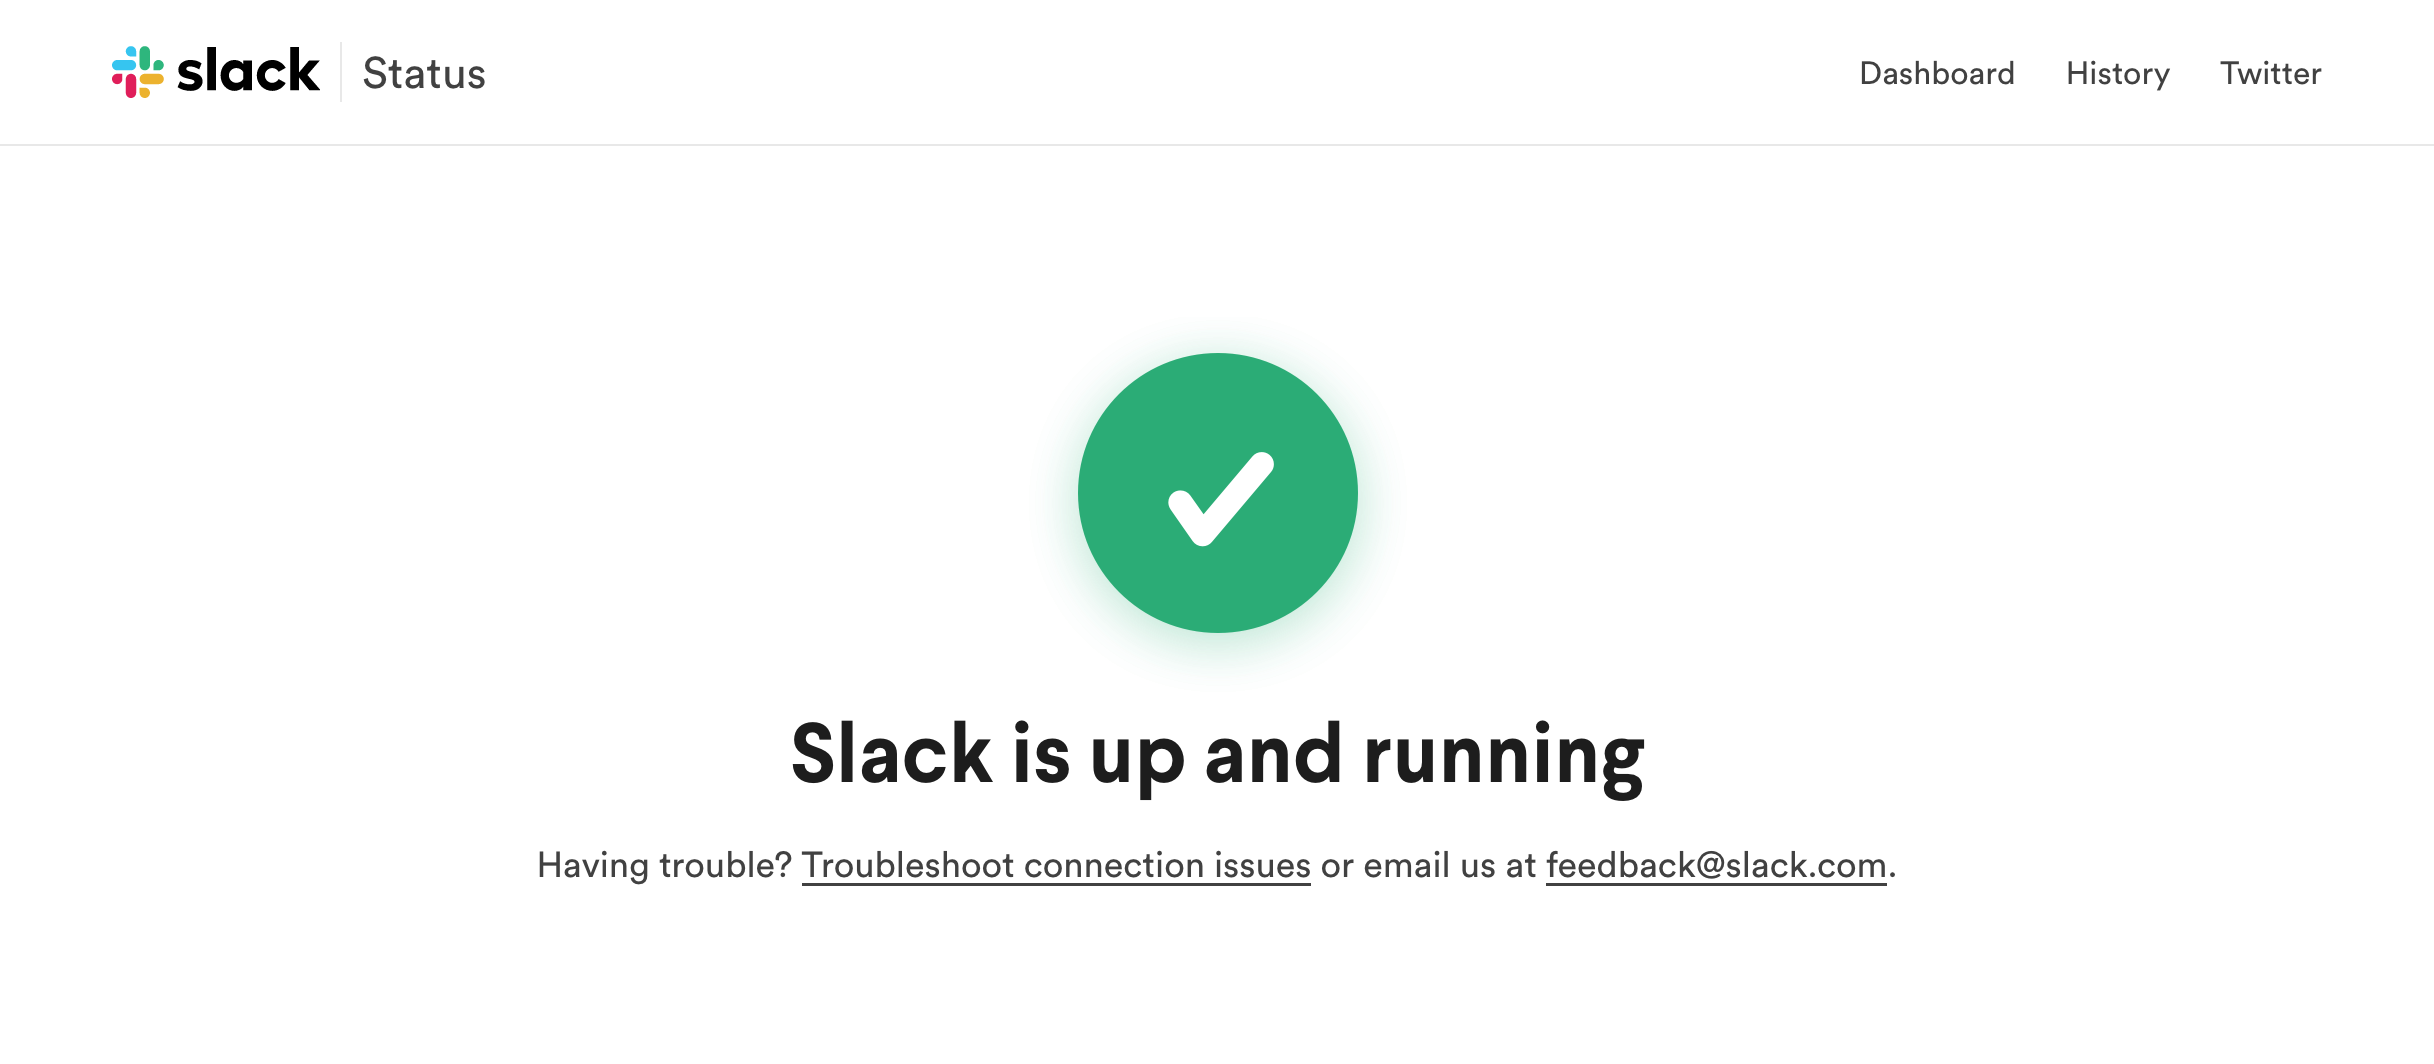 slack Status
Dashboard History Twitter
Slack is up and running
Having trouble? Troubleshoot connection issues or email us at feedback@slack.com.